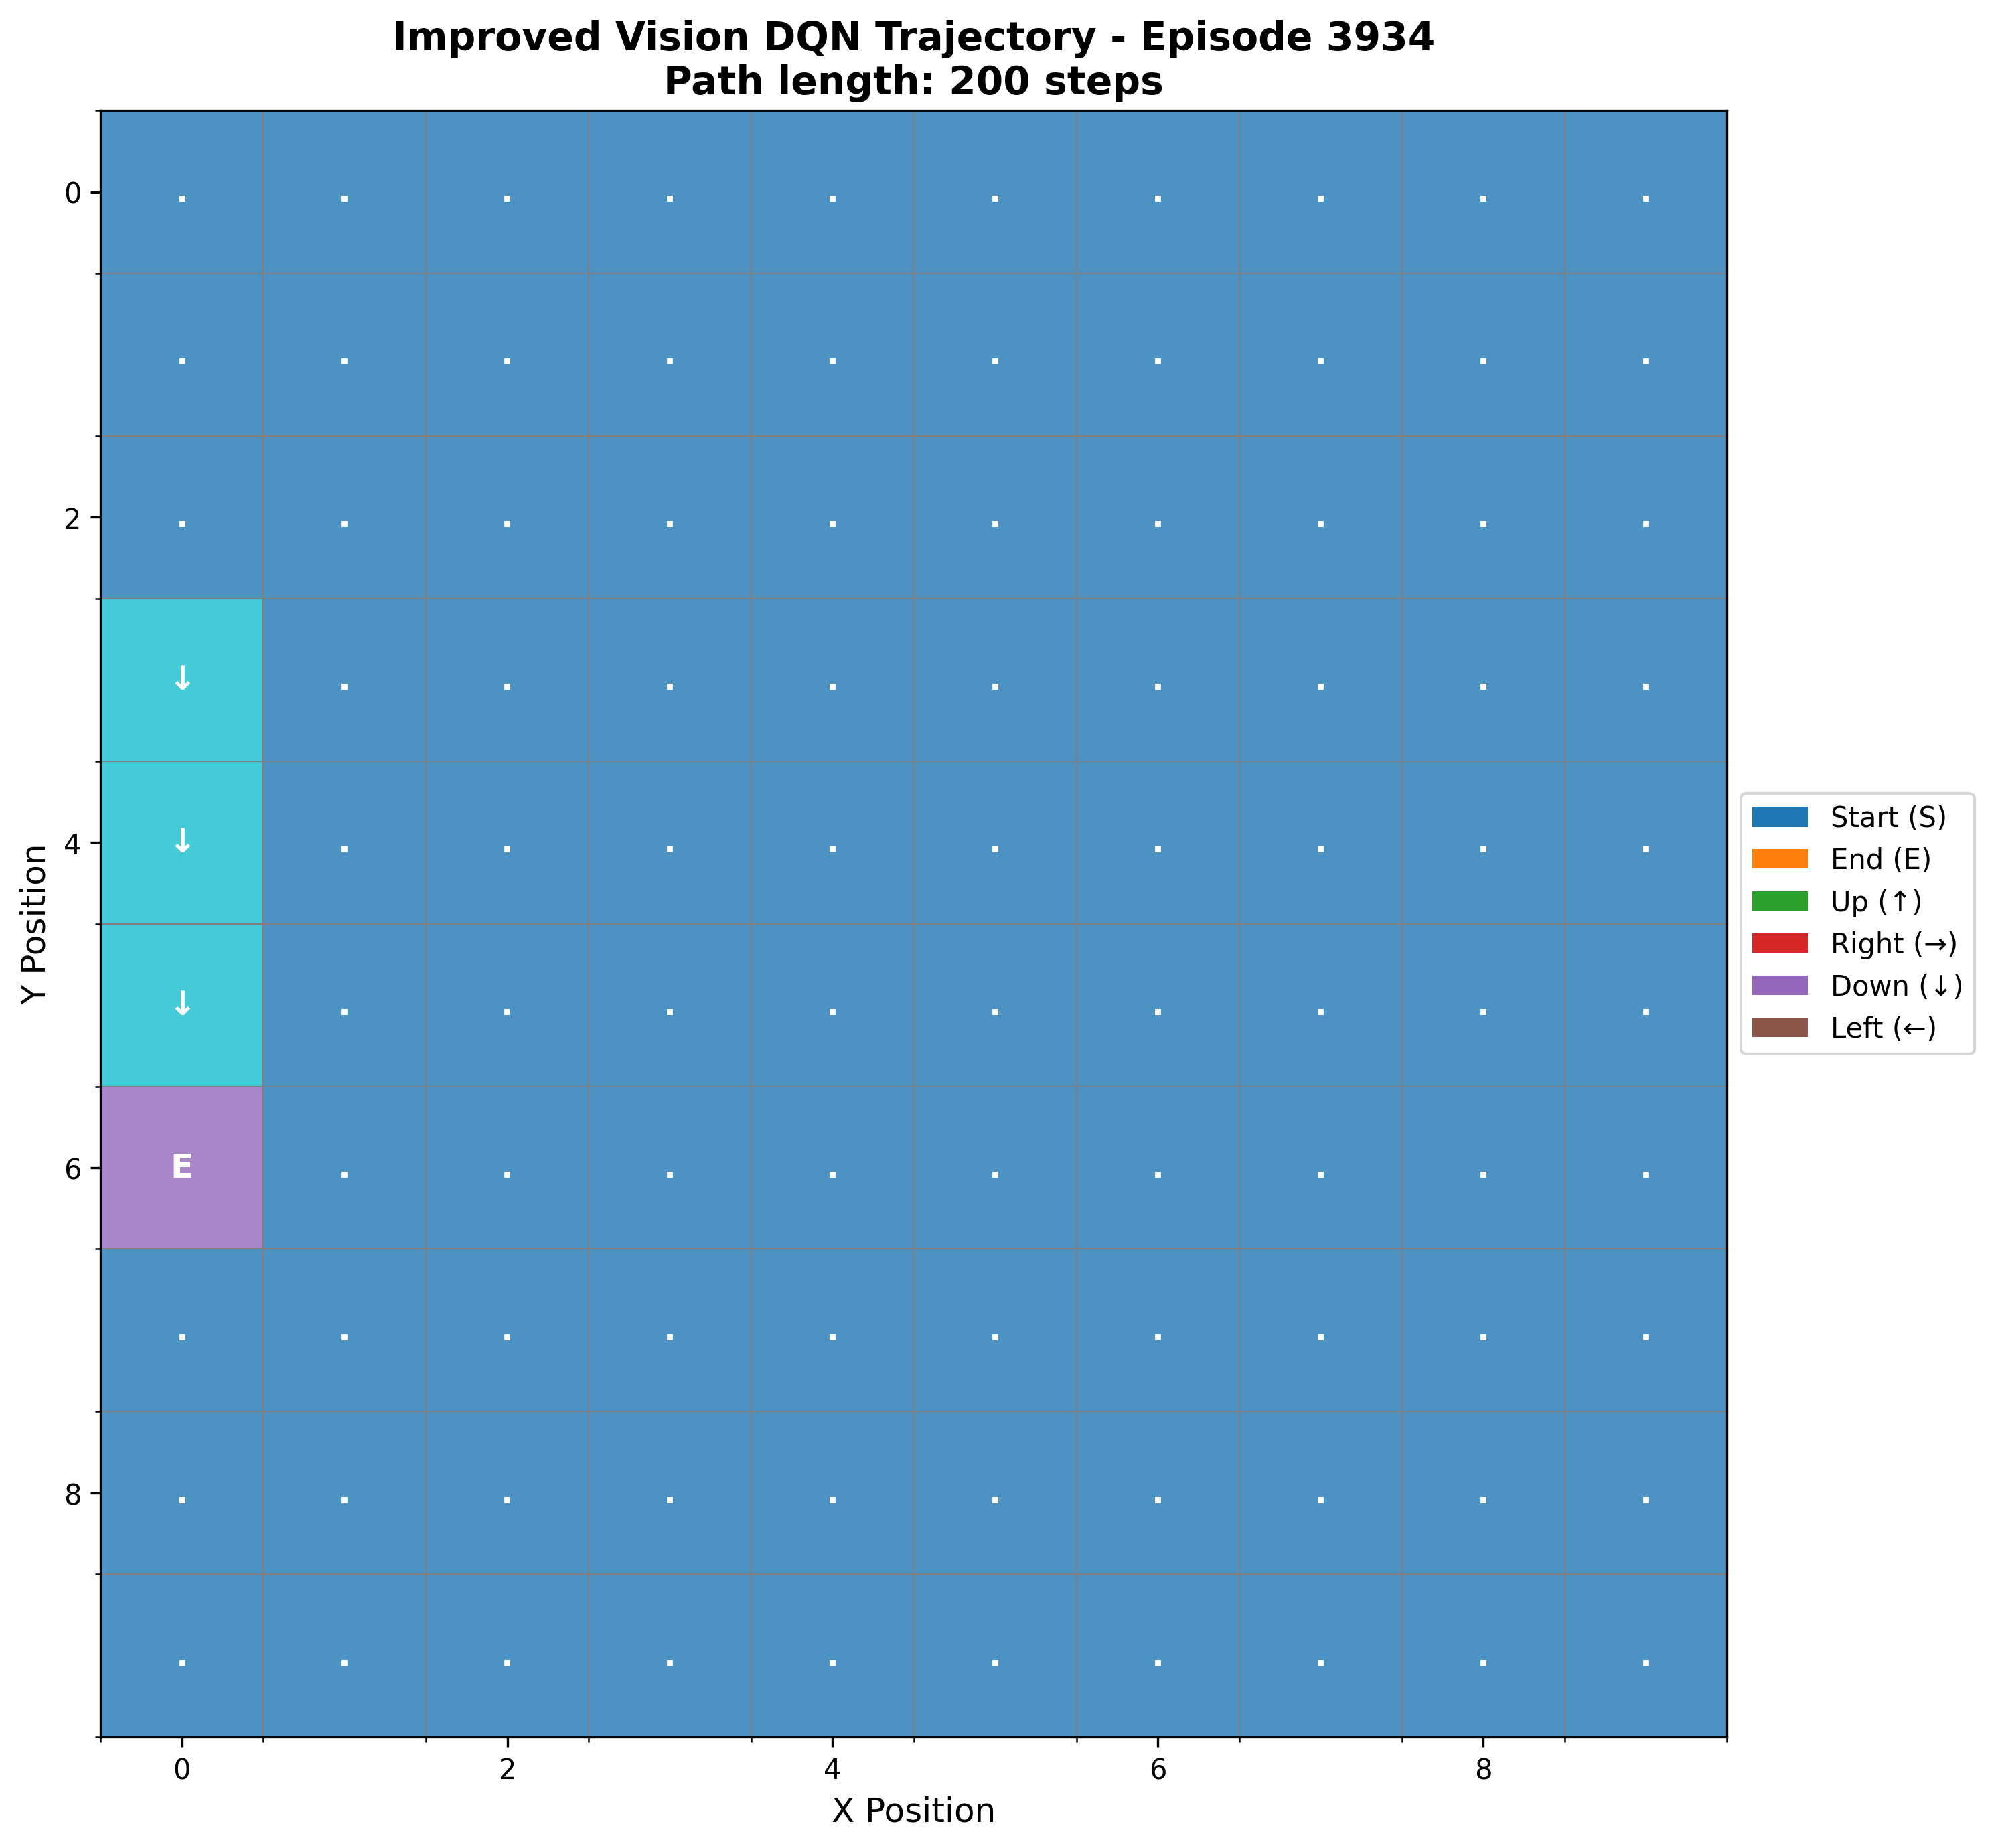 Improved Vision DQN Trajectory - Episode 3934
Path length: 200 steps
0
. . . . . . . . . .
. . . . . . . . . .
2
. . . . . . . . . .
↓ . . . . . . . . .
4
↓ . . . . . . . . .
↓ . . . . . . . . .
6
E . . . . . . . . .
. . . . . . . . . .
8
. . . . . . . . . .
. . . . . . . . . .
Y Position
0 2 4 6 8
X Position
Start (S)
End (E)
Up (↑)
Right (→)
Down (↓)
Left (←)